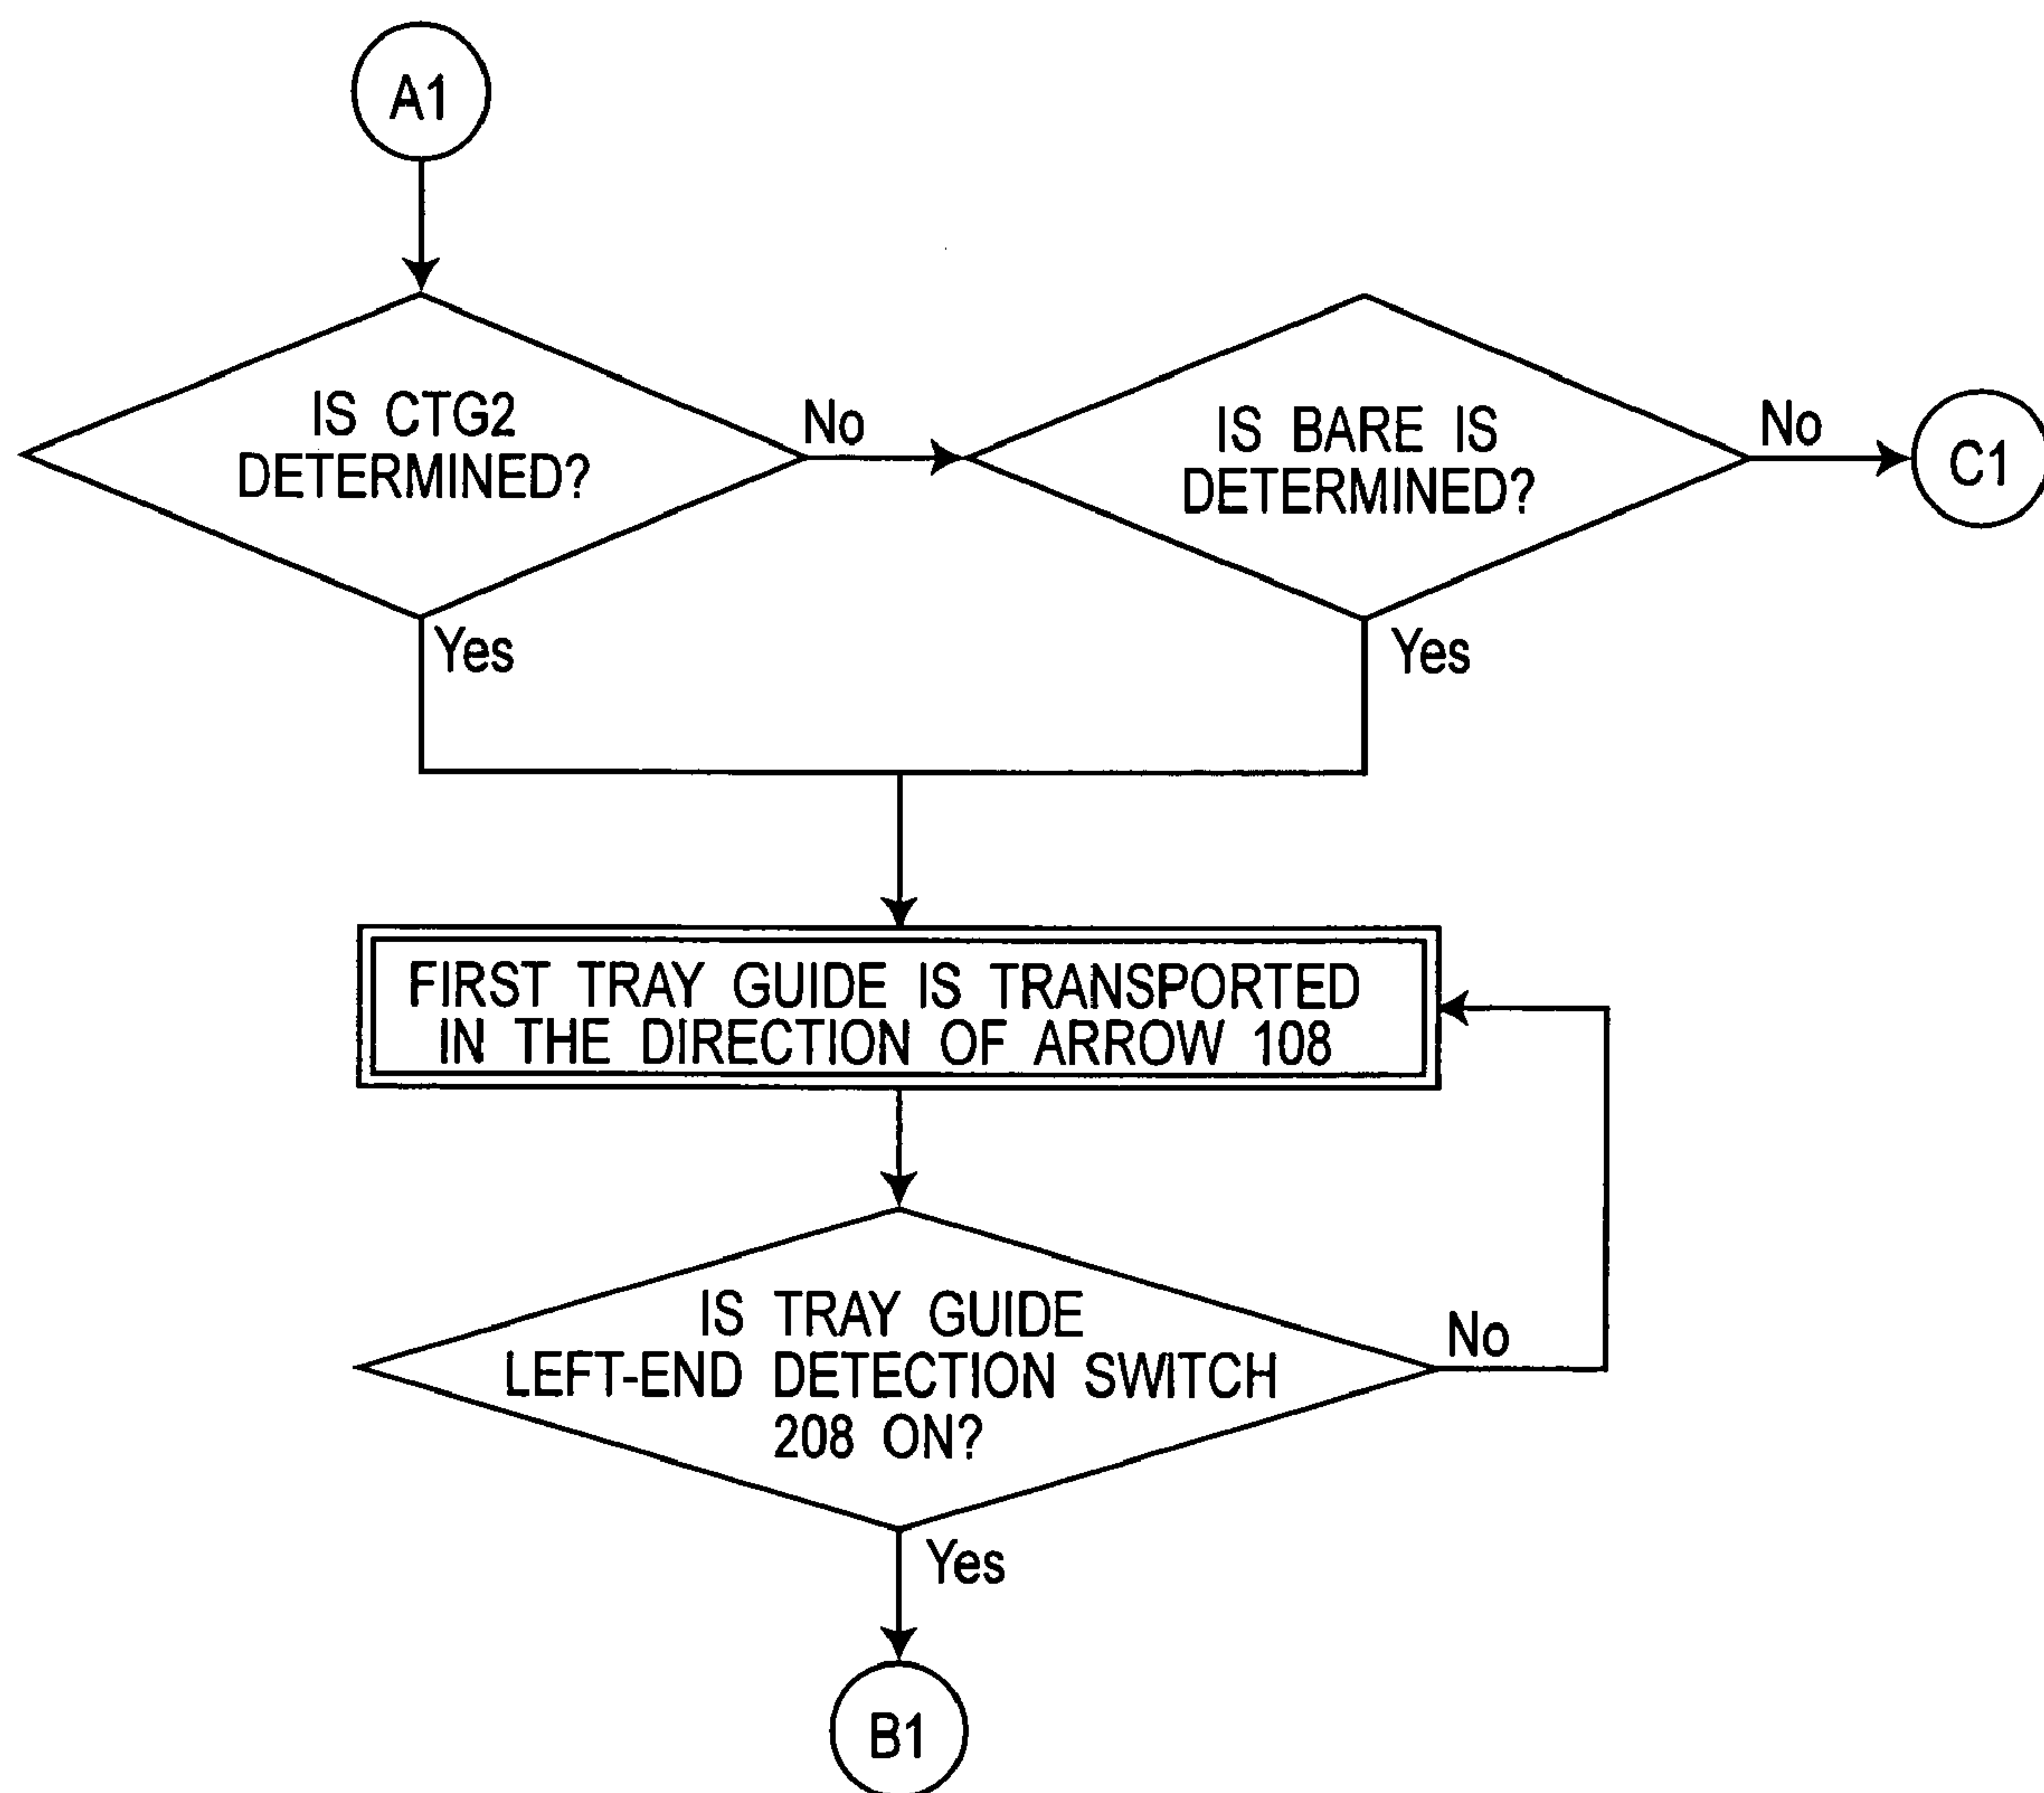 A1
IS CTG2
DETERMINED?
No
IS BARE IS
DETERMINED?
No
C1
Yes
Yes
FIRST TRAY GUIDE IS TRANSPORTED
IN THE DIRECTION OF ARROW 108
IS TRAY GUIDE
LEFT-END DETECTION SWITCH
208 ON?
No
Yes
B1